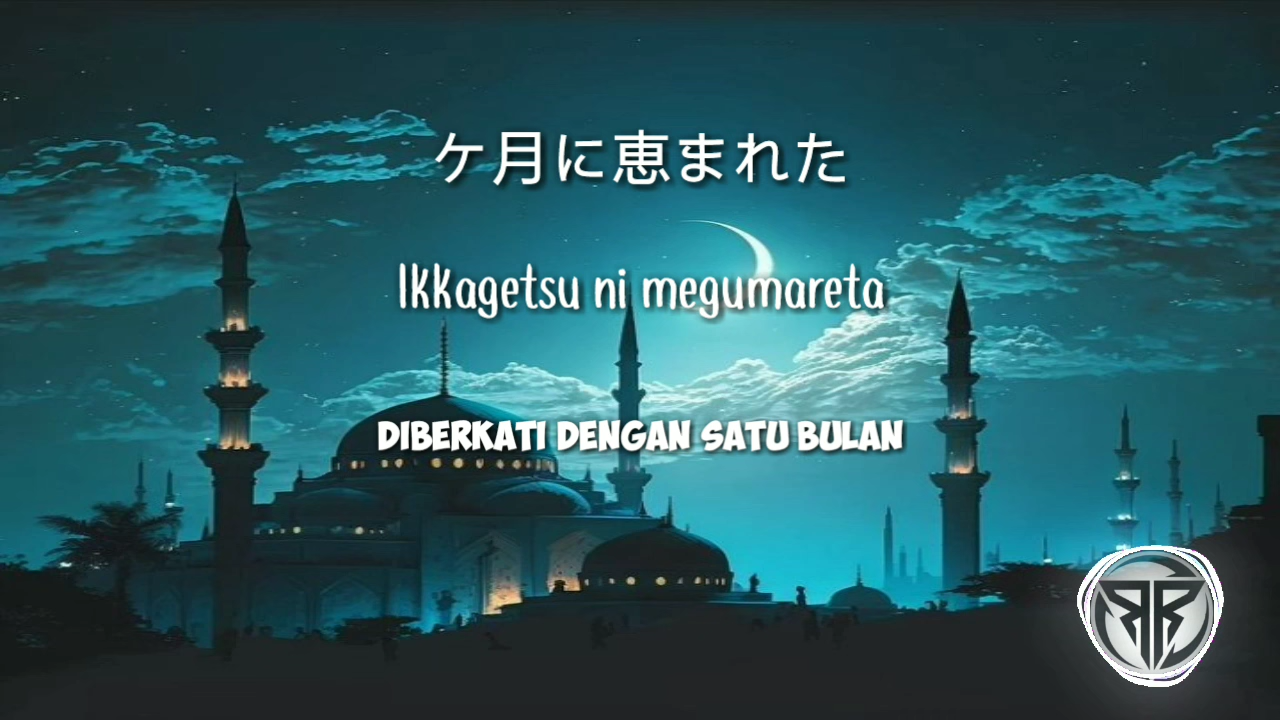 ケ月に恵まれた
Ikkagetsu ni megumareta
DIBERKATI DENGAN SATU BULAN